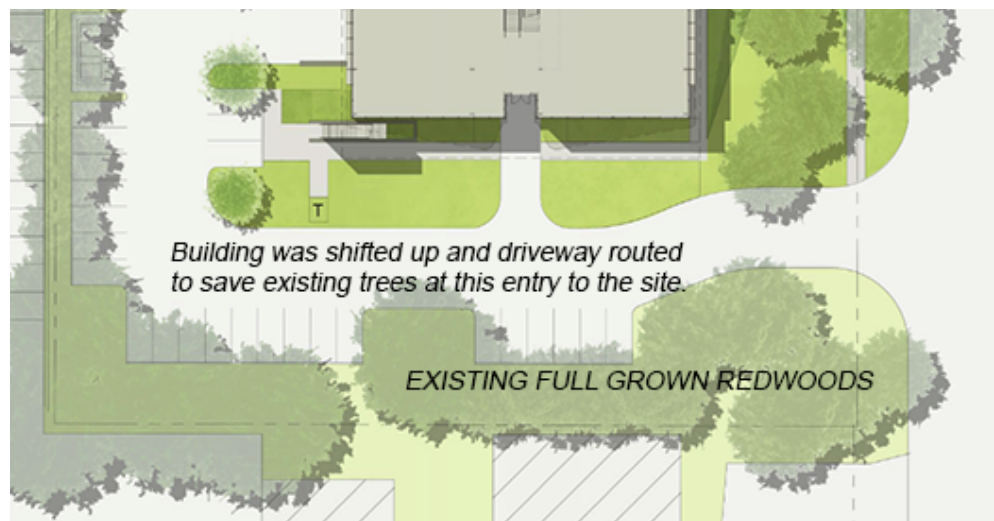 T
Building was shifted up and driveway routed
to save existing trees at this entry to the site.
EXISTING FULL GROWN REDWOODS